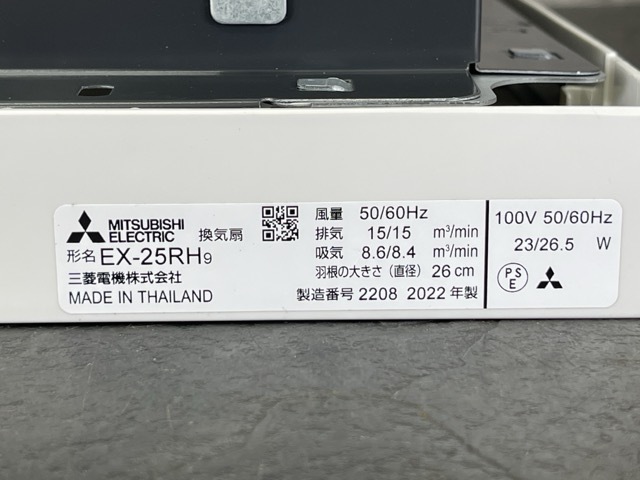 MITSUBISHI
ELECTRIC 換気扇
形名 EX-25RH9
三菱電機株式会社
MADE IN THAILAND
風量 50/60Hz
排気 15/15 m³/min
吸気 8.6/8.4 m³/min
羽根の大きさ(直径) 26 cm
製造番号 2208 2022 年製
100V 50/60Hz
23/26.5 W
PS
E